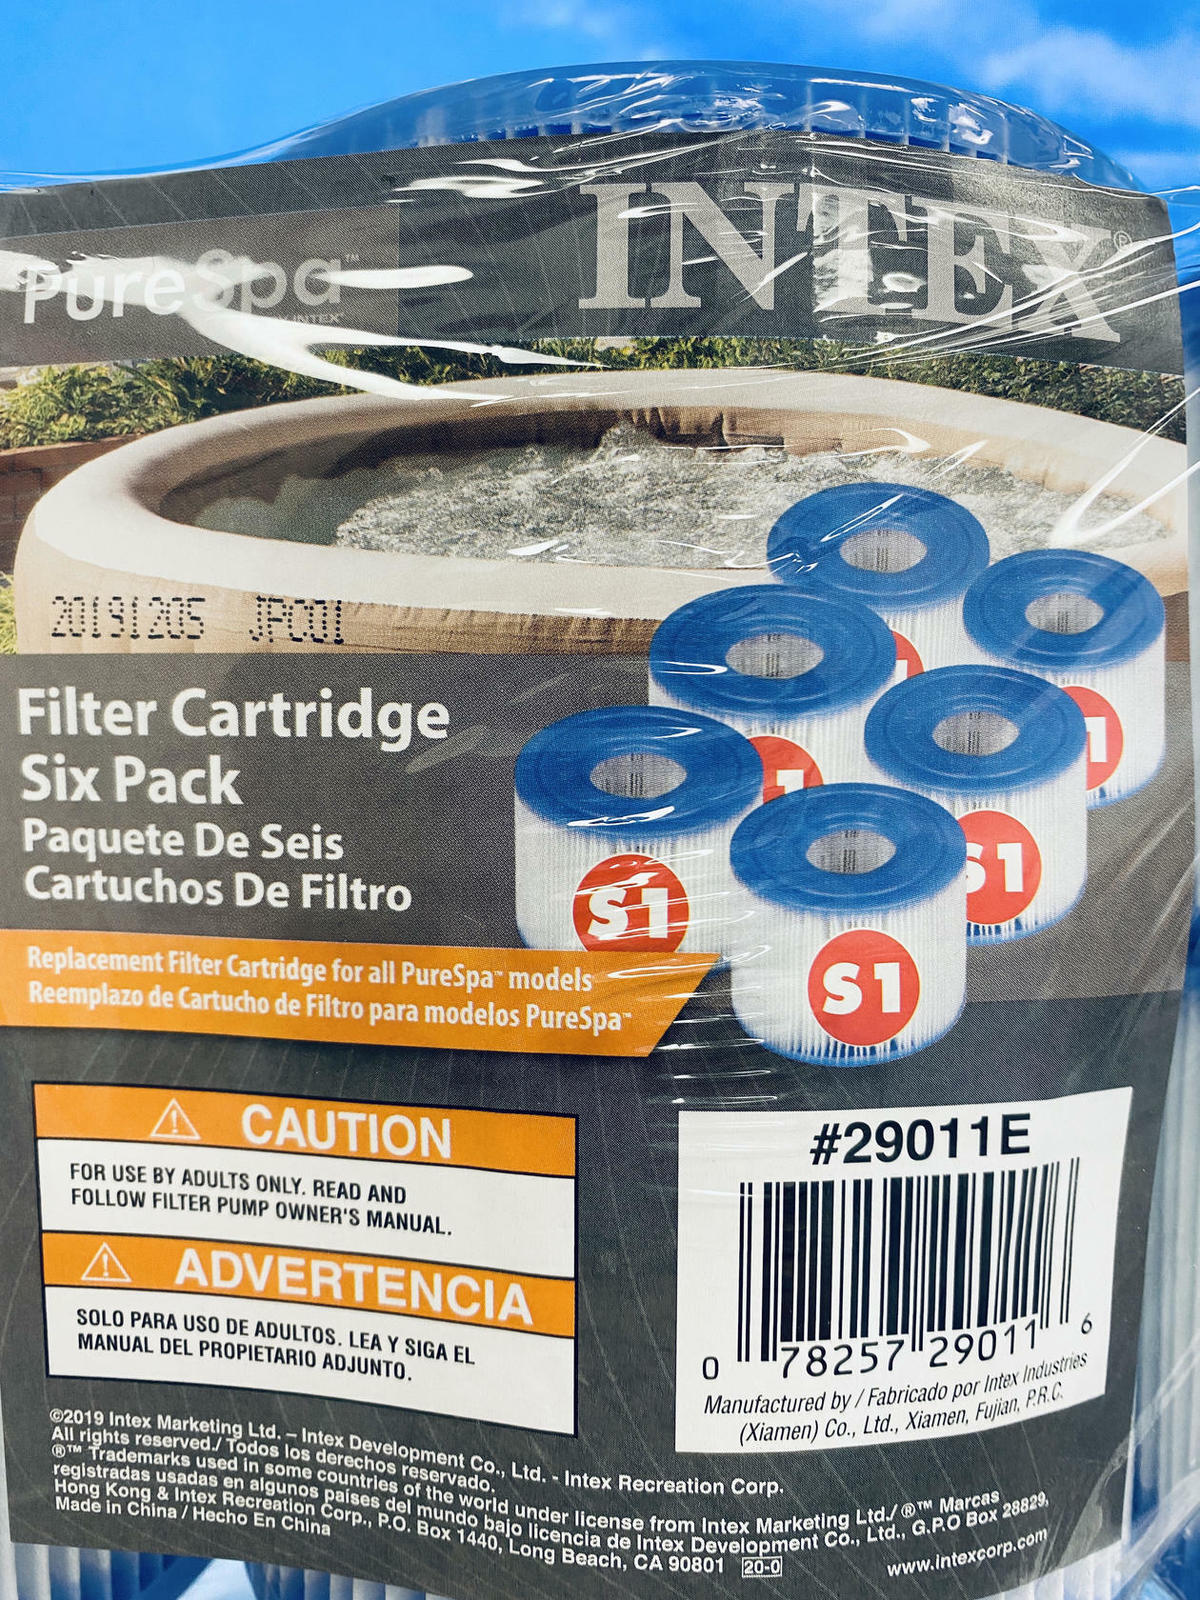 PureSpa™
BY INTEX®
INTEX®
20191205 JPC01
Filter Cartridge
Six Pack
Paquete De Seis
Cartuchos De Filtro
Replacement Filter Cartridge for all PureSpa™ models
Reemplazo de Cartucho de Filtro para modelos PureSpa™
1
1
1
S1
S1
S1
CAUTION
FOR USE BY ADULTS ONLY. READ AND
FOLLOW FILTER PUMP OWNER'S MANUAL.
ADVERTENCIA
SOLO PARA USO DE ADULTOS. LEA Y SIGA EL
MANUAL DEL PROPIETARIO ADJUNTO.
#29011E
0 78257 29011 6
Manufactured by / Fabricado por Intex Industries
(Xiamen) Co., Ltd., Xiamen, Fujian, P.R.C.
©2019 Intex Marketing Ltd. – Intex Development Co., Ltd. - Intex Recreation Corp.
All rights reserved./ Todos los derechos reservado.
®™ Trademarks used in some countries of the world under license from Intex Marketing Ltd./ ®™ Marcas
registradas usadas en algunos países del mundo bajo licencia de Intex Development Co., Ltd., G.P.O Box 28829,
Hong Kong & Intex Recreation Corp., P.O. Box 1440, Long Beach, CA 90801 20-0
Made in China / Hecho En China
www.intexcorp.com